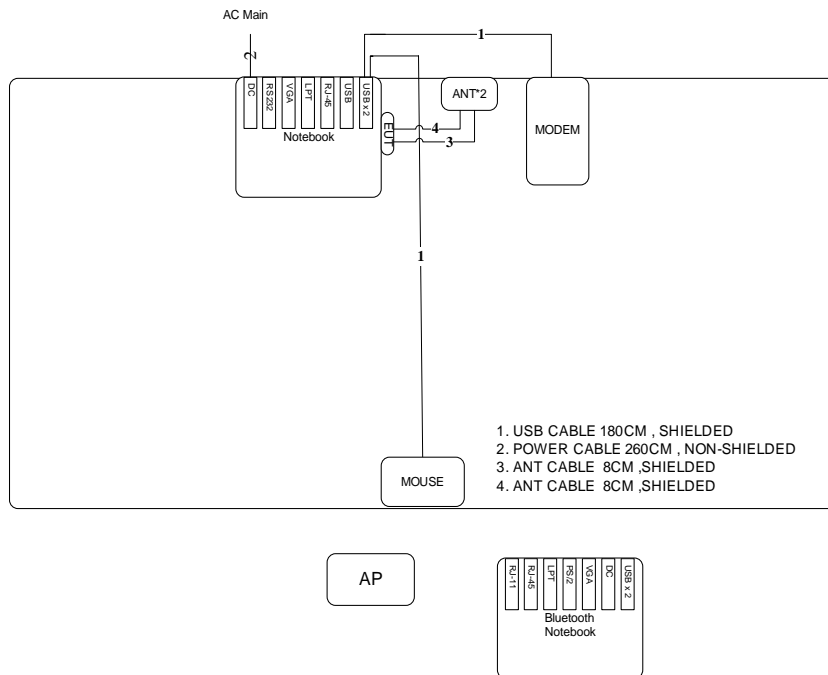 AC Main
1
2
DC
RS232
VGA
LPT
RJ-45
USB
USB x 2
Notebook
EUT
ANT*2
4
3
MODEM
1
1. USB CABLE 180CM , SHIELDED
2. POWER CABLE 260CM , NON-SHIELDED
3. ANT CABLE 8CM ,SHIELDED
4. ANT CABLE 8CM ,SHIELDED
MOUSE
AP
RJ-11
RJ-45
LPT
PS/2
VGA
DC
USB x 2
Bluetooth
Notebook